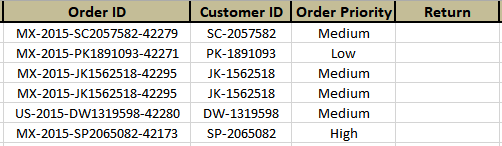 Order ID Customer ID Order Priority Return
MX-2015-SC2057582-42279 SC-2057582 Medium
MX-2015-PK1891093-42271 PK-1891093 Low
MX-2015-JK1562518-42295 JK-1562518 Medium
MX-2015-JK1562518-42295 JK-1562518 Medium
US-2015-DW1319598-42280 DW-1319598 Medium
MX-2015-SP2065082-42173 SP-2065082 High